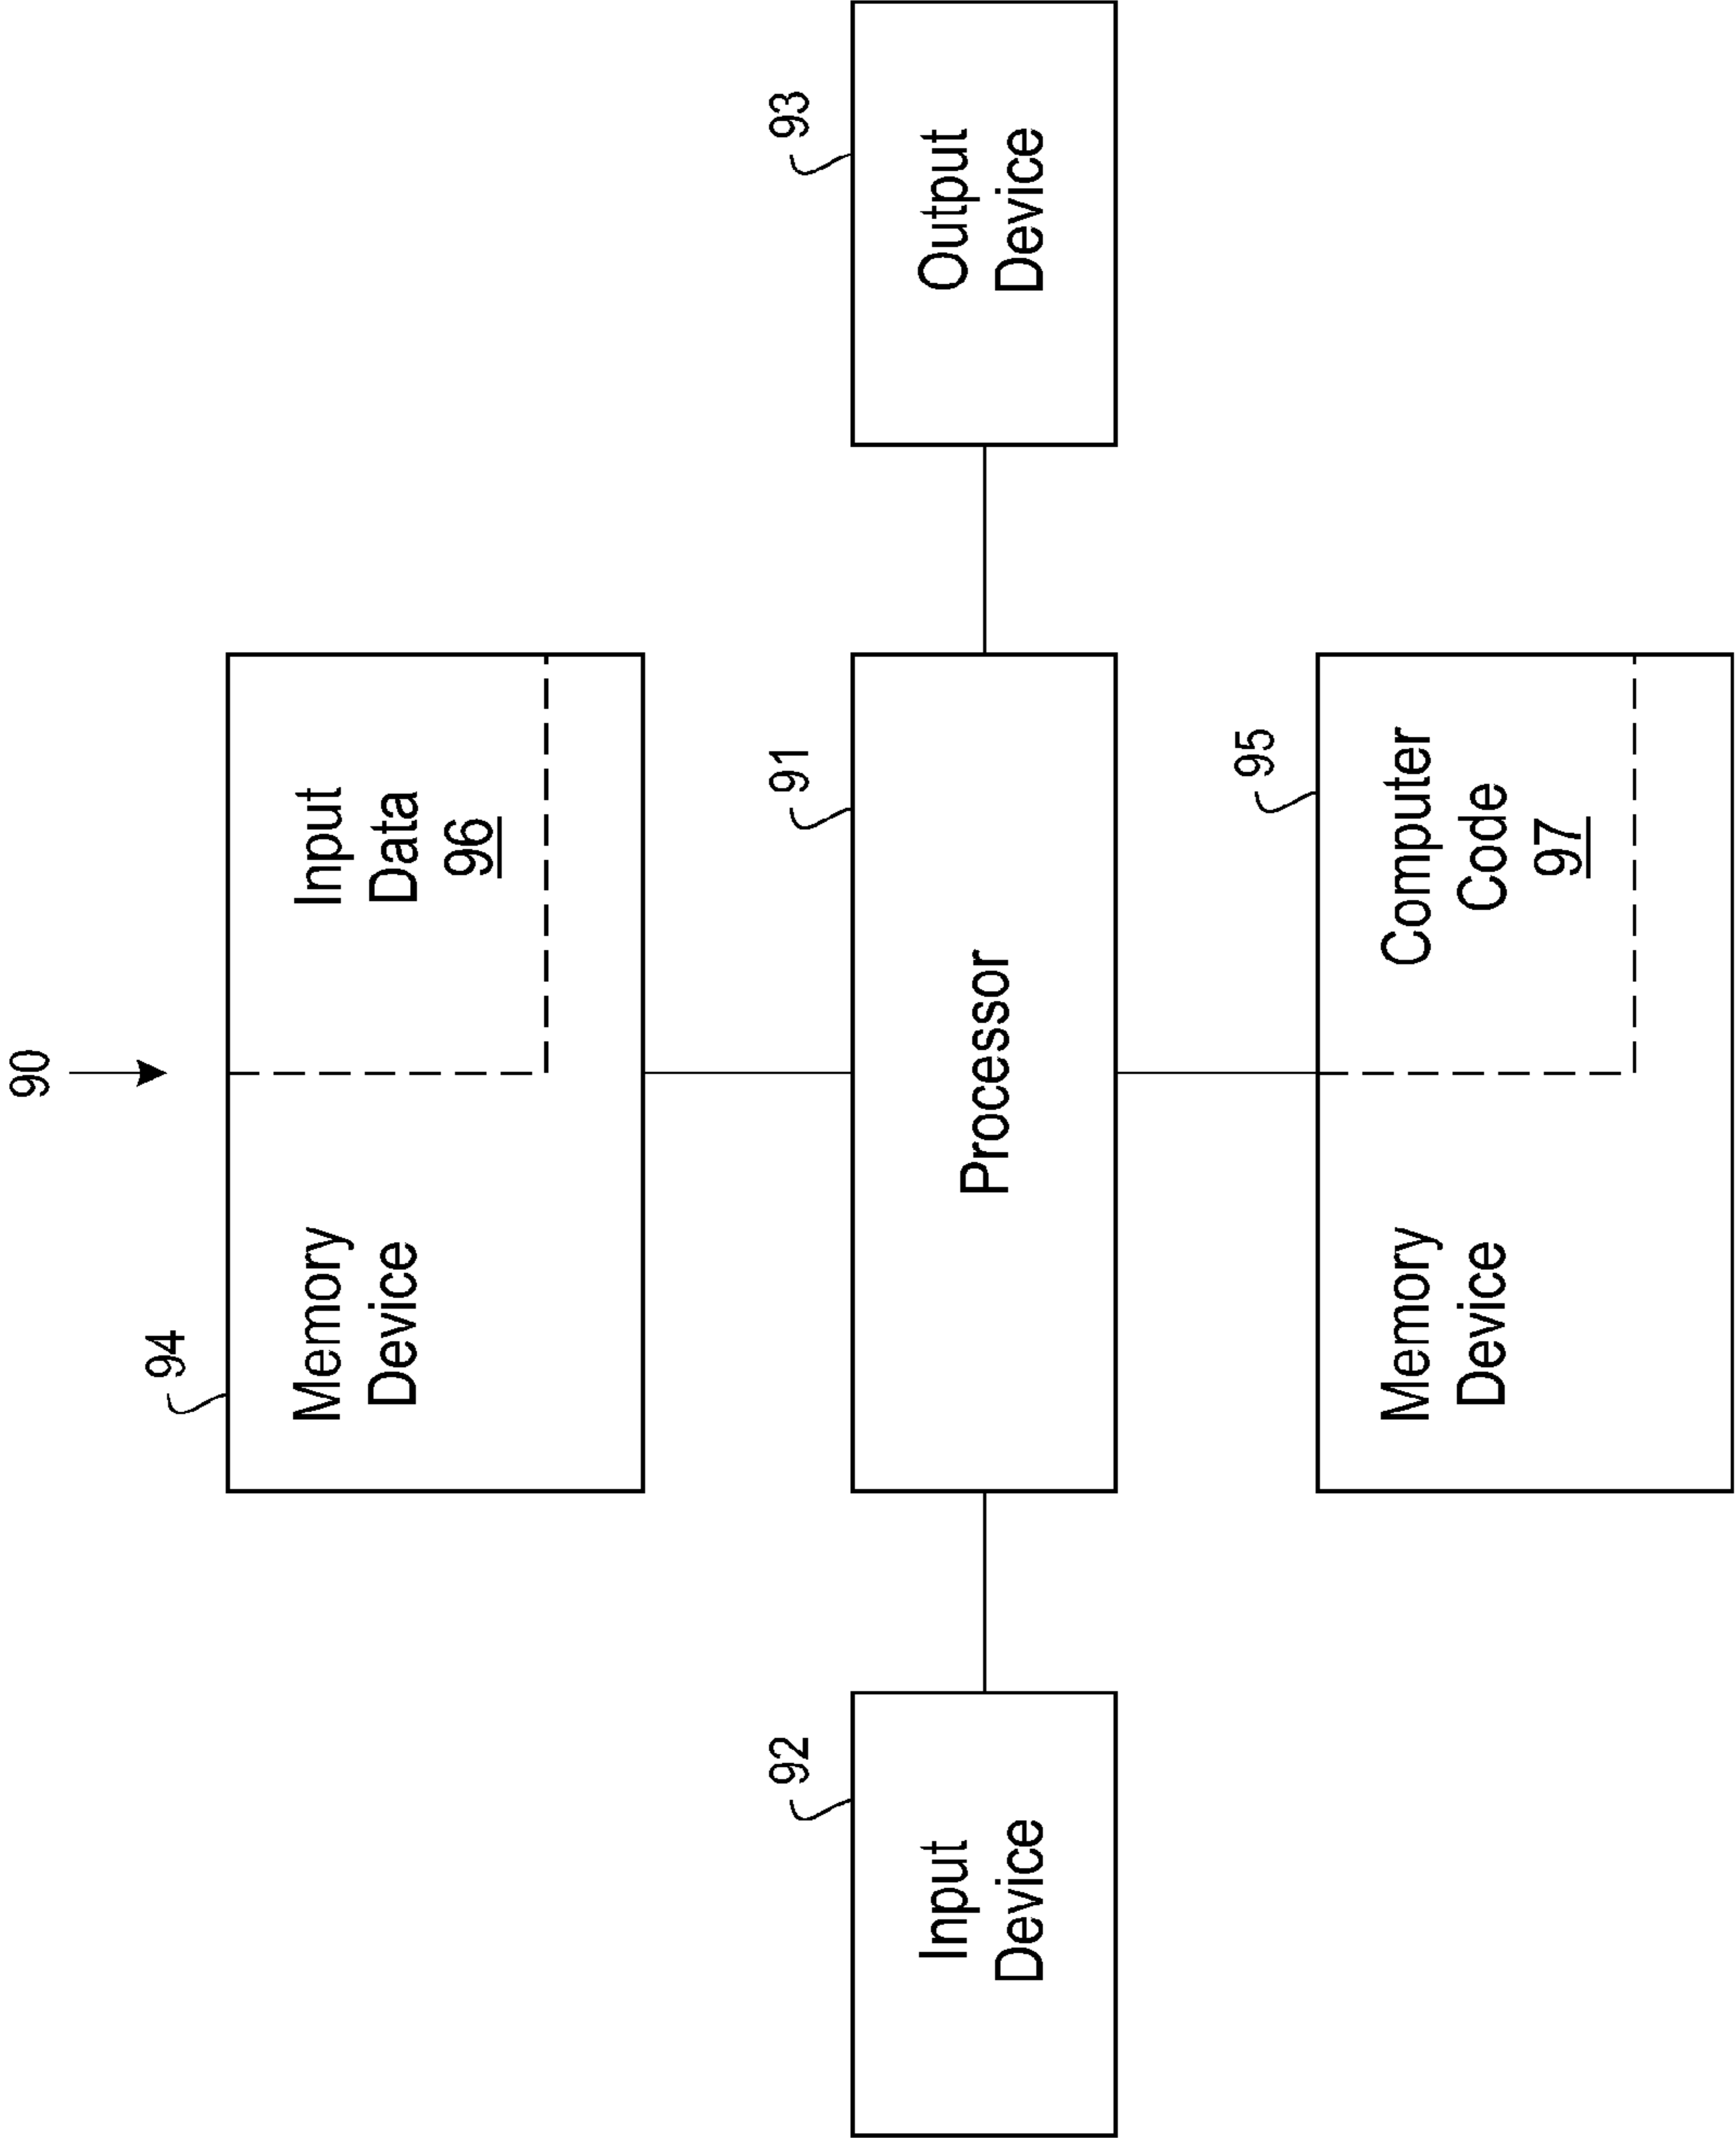 90
94
Memory
Device
Input
Data
96
92
Input
Device
91
Processor
93
Output
Device
95
Memory
Device
Computer
Code
97